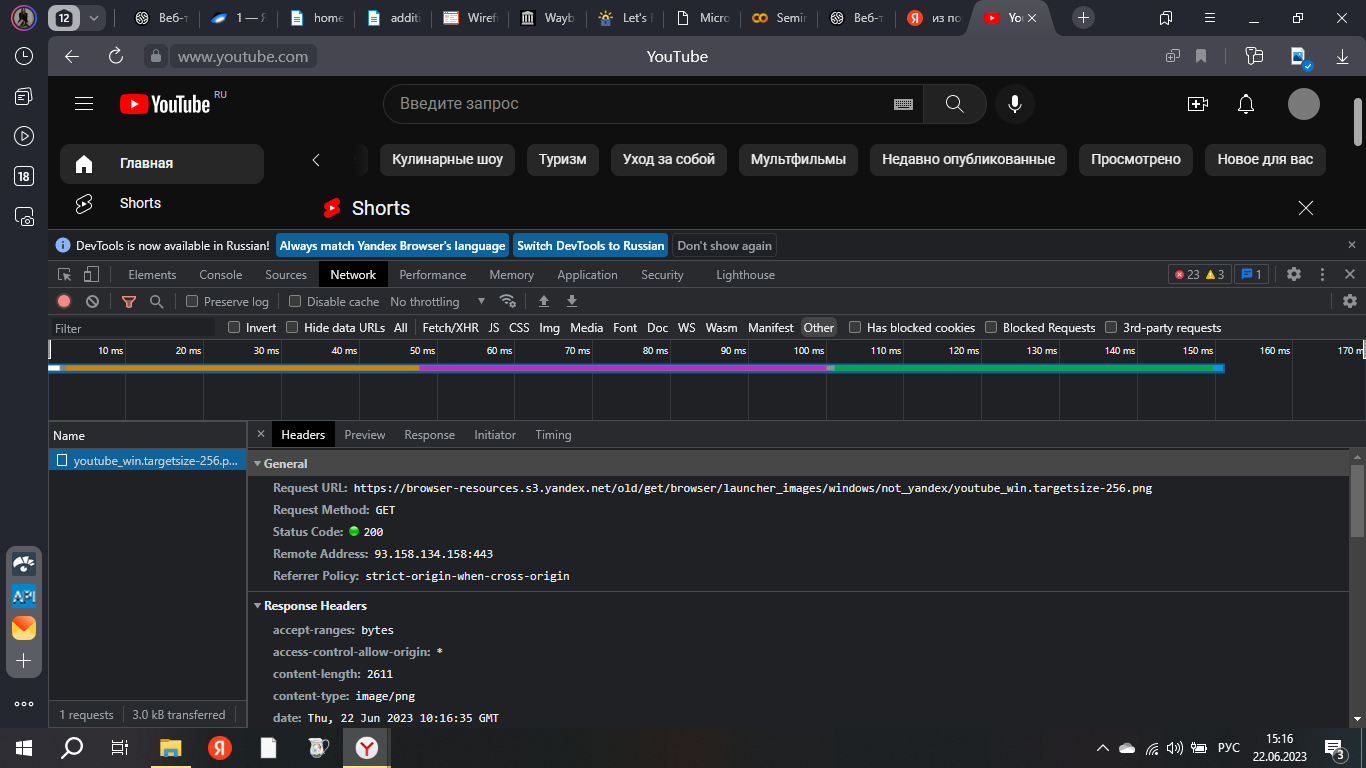 12
Веб-т
1 — Я
home
additi
Wirefr
Wayb
Let's
Micro
Semir
Веб-т
из по
You
www.youtube.com
YouTube
YouTube RU
Введите запрос
18
Главная
Кулинарные шоу
Туризм
Уход за собой
Мультфильмы
Недавно опубликованные
Просмотрено
Новое для вас
Shorts
Shorts
DevTools is now available in Russian! Always match Yandex Browser's language Switch DevTools to Russian Don't show again
Elements Console Sources Network Performance Memory Application Security Lighthouse 23 3 1
Preserve log Disable cache No throttling
Filter Invert Hide data URLs All Fetch/XHR JS CSS Img Media Font Doc WS Wasm Manifest Other Has blocked cookies Blocked Requests 3rd-party requests
10 ms 20 ms 30 ms 40 ms 50 ms 60 ms 70 ms 80 ms 90 ms 100 ms 110 ms 120 ms 130 ms 140 ms 150 ms 160 ms 170 m
Name
Headers Preview Response Initiator Timing
youtube_win.targetsize-256.p...
General
Request URL: https://browser-resources.s3.yandex.net/old/get/browser/launcher_images/windows/not_yandex/youtube_win.targetsize-256.png
Request Method: GET
Status Code: 200
Remote Address: 93.158.134.158:443
Referrer Policy: strict-origin-when-cross-origin
Response Headers
accept-ranges: bytes
access-control-allow-origin: *
content-length: 2611
content-type: image/png
date: Thu, 22 Jun 2023 10:16:35 GMT
API
1 requests 3.0 kB transferred
РУС
15:16
22.06.2023
3